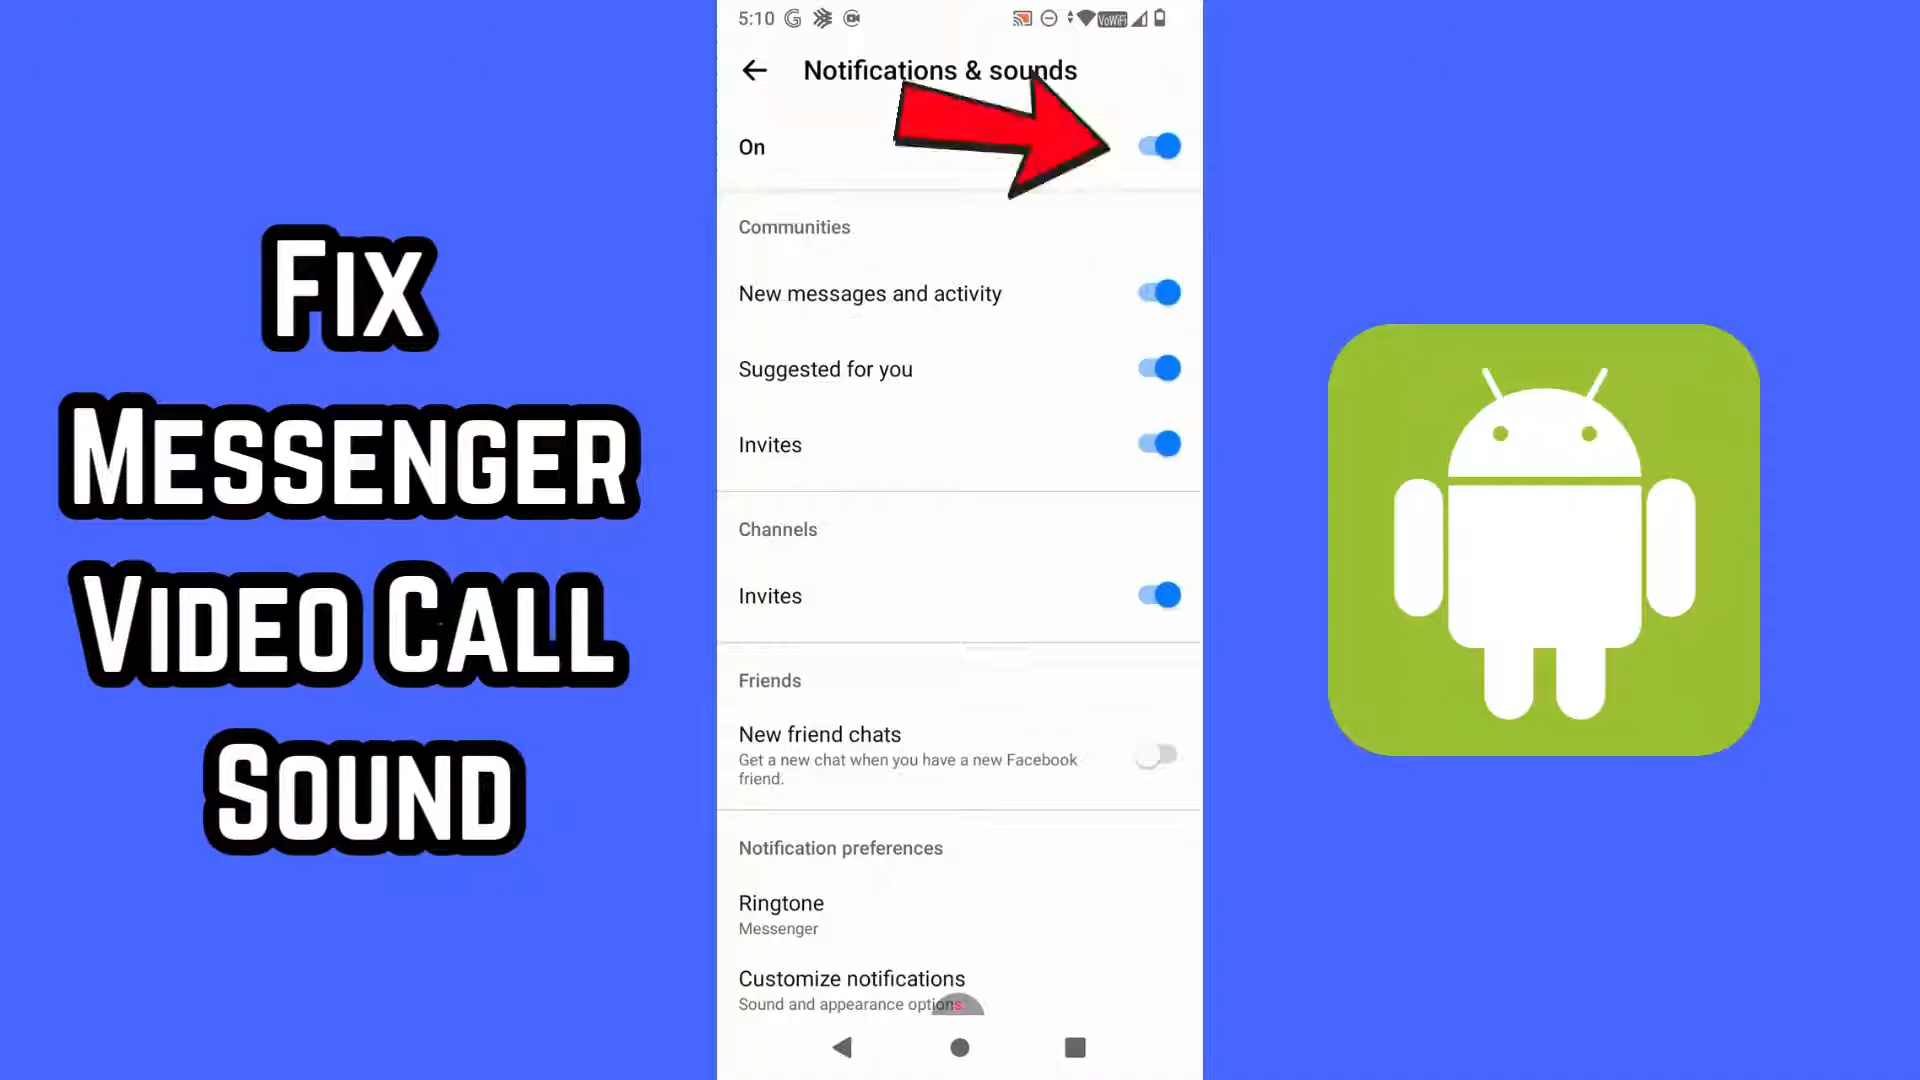 Fix
Messenger
Video Call
Sound
5:10
VoWiFi
Notifications & sounds
On
Communities
New messages and activity
Suggested for you
Invites
Channels
Invites
Friends
New friend chats
Get a new chat when you have a new Facebook
friend.
Notification preferences
Ringtone
Messenger
Customize notifications
Sound and appearance options